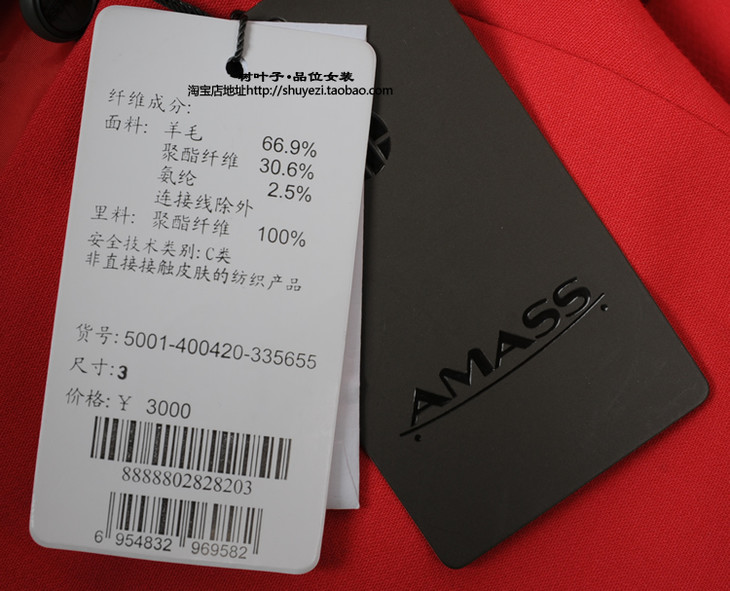 树叶子·品位女装
淘宝店地址http://shuyezi.taobao.com
纤维成分:
面料: 羊毛 66.9%
聚酯纤维 30.6%
氨纶 2.5%
连接线除外
里料: 聚酯纤维 100%
安全技术类别:C类
非直接接触皮肤的纺织产品
货号:5001-400420-335655
尺寸:3
价格:¥ 3000
8888802828203
6 954832 969582
AMASS